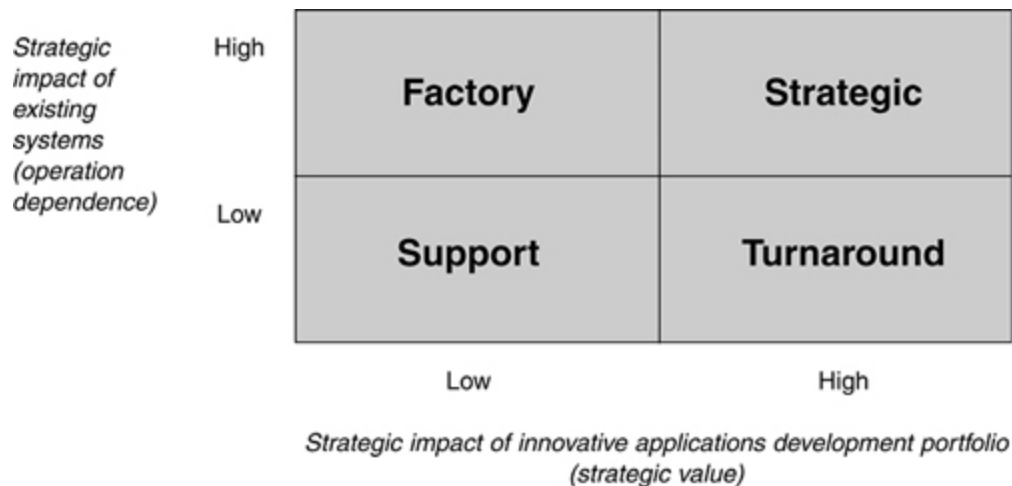 Strategic
impact of
existing
systems
(operation
dependence)
High
Low
Factory
Strategic
Support
Turnaround
Low
High
Strategic impact of innovative applications development portfolio
(strategic value)